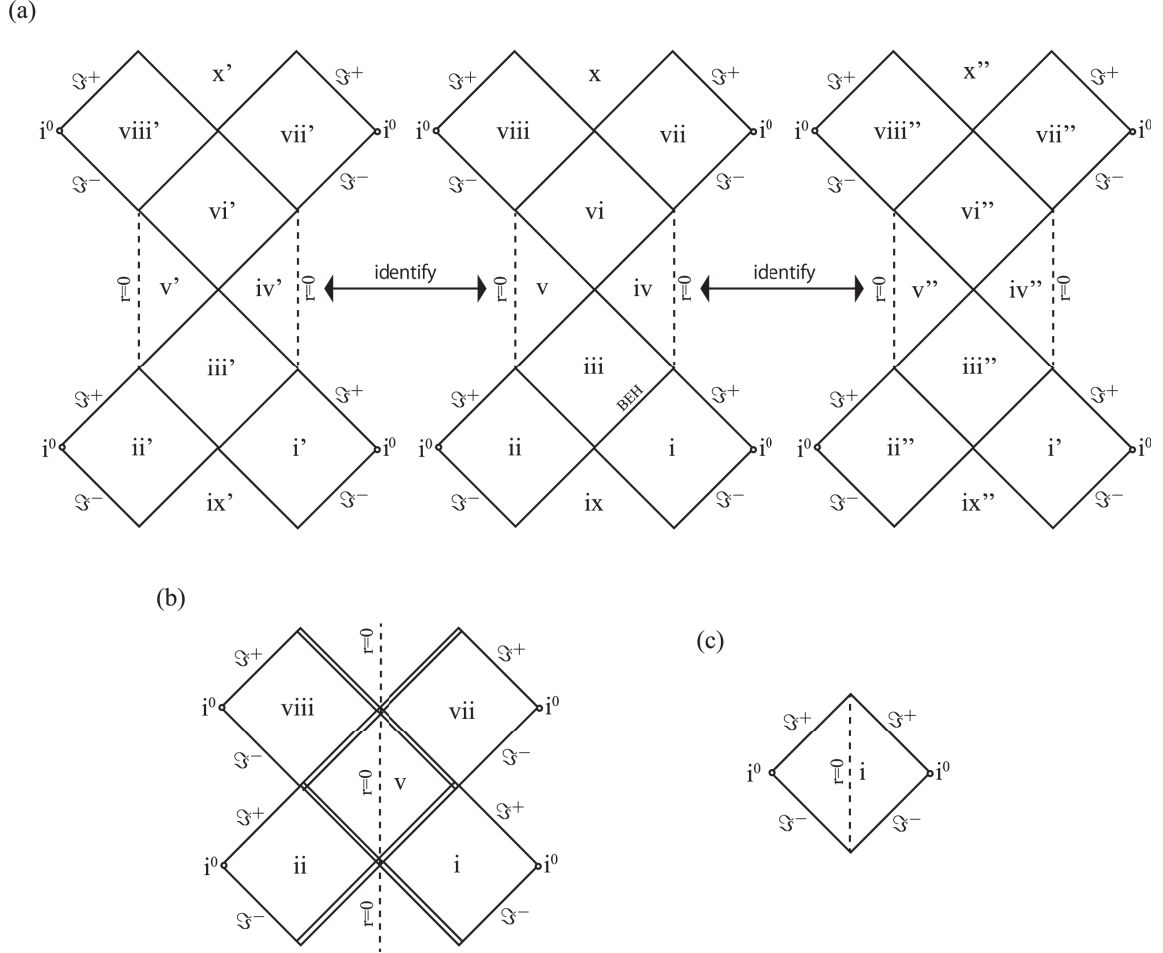 (a)
x' x x''
ℑ⁺ ℑ⁺ ℑ⁺ ℑ⁺ ℑ⁺ ℑ⁺
i⁰ viii' vii' i⁰ i⁰ viii vii i⁰ i⁰ viii'' vii'' i⁰
ℑ⁻ ℑ⁻ ℑ⁻ ℑ⁻ ℑ⁻ ℑ⁻
vi' vi vi''
identify identify
r=0 v' iv' r=0 r=0 v iv r=0 r=0 v'' iv'' r=0
iii' iii iii''
BEH
ℑ⁺ ℑ⁺ ℑ⁺ ℑ⁺ ℑ⁺ ℑ⁺
i⁰ ii' i' i⁰ i⁰ ii i i⁰ i⁰ ii'' i' i⁰
ℑ⁻ ℑ⁻ ℑ⁻ ℑ⁻ ℑ⁻ ℑ⁻
ix' ix ix''
(b)
r=0
ℑ⁺ ℑ⁺
i⁰ viii vii i⁰
ℑ⁻ ℑ⁻
r=0 v
ℑ⁺ ℑ⁺
i⁰ ii i i⁰
ℑ⁻ ℑ⁻
r=0
(c)
ℑ⁺ ℑ⁺
i⁰ r=0 i i⁰
ℑ⁻ ℑ⁻